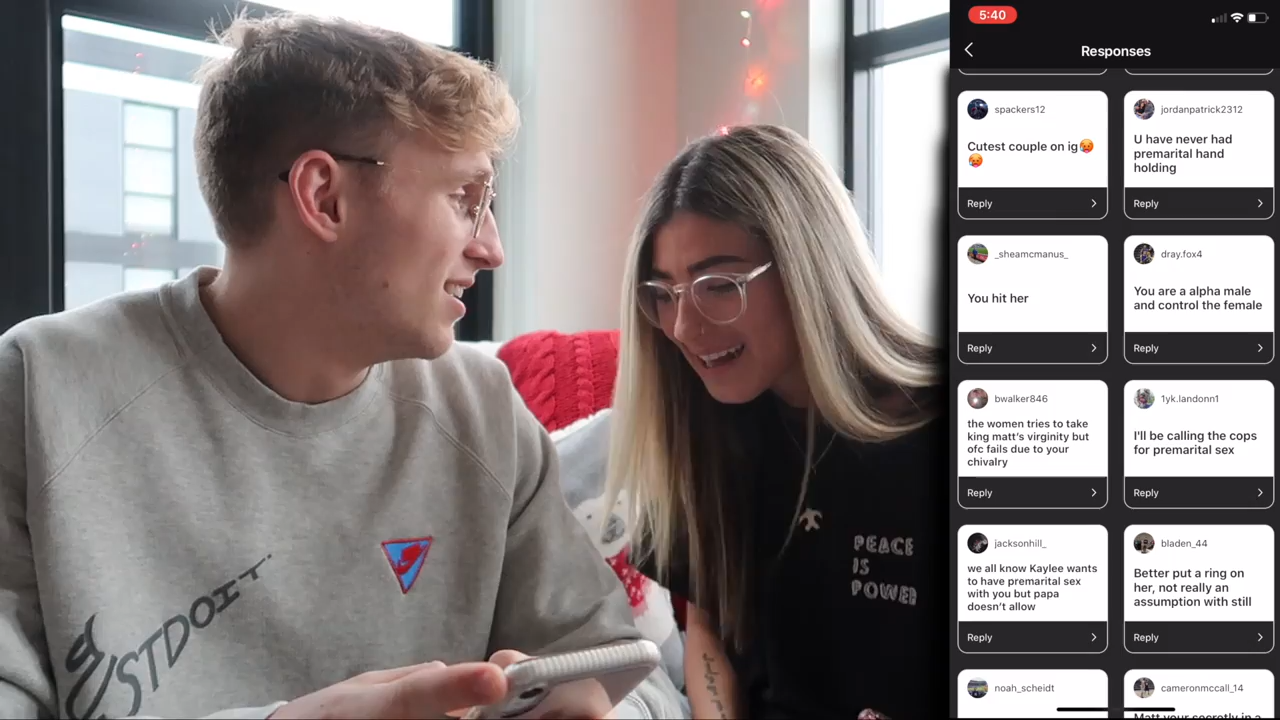 5:40
Responses
spackers12
Cutest couple on ig🥵
🥵
Reply
jordanpatrick2312
U have never had
premarital hand
holding
Reply
_sheamcmanus_
You hit her
Reply
dray.fox4
You are a alpha male
and control the female
Reply
bwalker846
the women tries to take
king matt's virginity but
ofc fails due to your
chivalry
Reply
1yk.landonn1
I'll be calling the cops
for premarital sex
Reply
jacksonhill_
we all know Kaylee wants
to have premarital sex
with you but papa
doesn't allow
Reply
bladen_44
Better put a ring on
her, not really an
assumption with still
Reply
noah_scheidt
cameronmccall_14
Matt your secretly in a
JUSTDOIT.
PEACE
IS
POWER